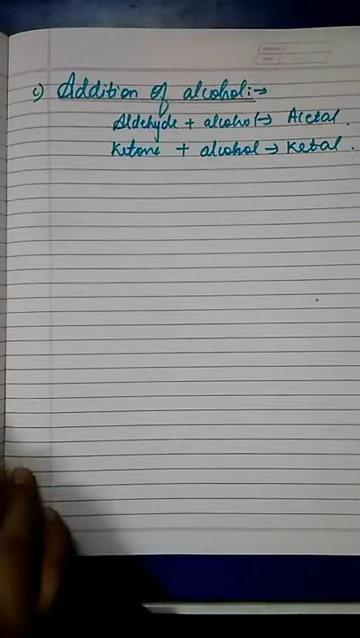 c) Addition of alcohol:→
Aldehyde + alcohol → Acetal.
Ketone + alcohol → Ketal.